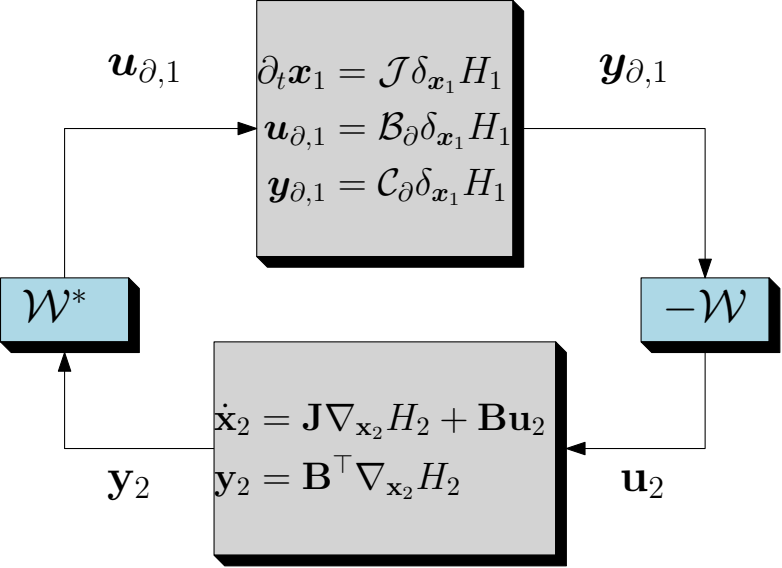 𝒖∂,1
𝒚∂,1
∂ₜ𝒙₁ = 𝒥δ𝒙₁H₁
𝒖∂,1 = ℬ∂δ𝒙₁H₁
𝒚∂,1 = 𝒞∂δ𝒙₁H₁
𝒲*
−𝒲
ẋ₂ = J∇x₂H₂ + Bu₂
y₂ = B⊤∇x₂H₂
y₂
u₂